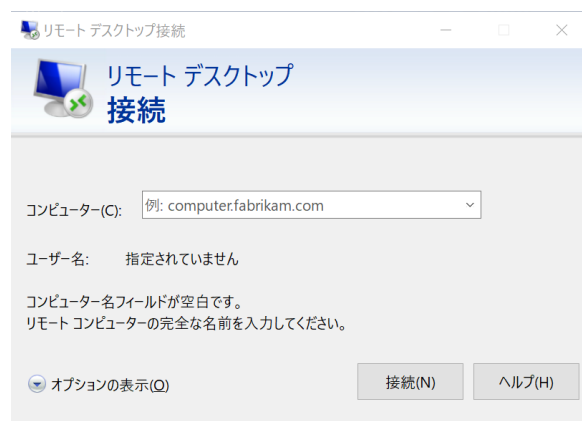 リモート デスクトップ接続
リモート デスクトップ
接続
コンピューター(C): 例: computer.fabrikam.com
ユーザー名: 指定されていません
コンピューター名フィールドが空白です。
リモート コンピューターの完全な名前を入力してください。
オプションの表示(O) 接続(N) ヘルプ(H)